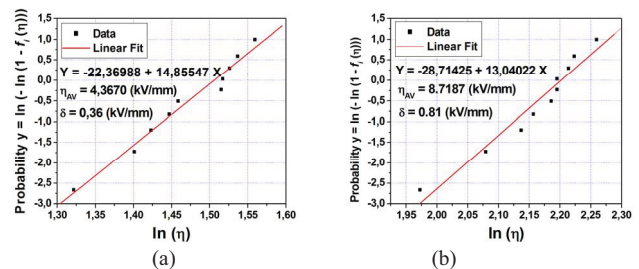 Probability y = ln (- ln (1 - fᵢ (η)))
1,5
1,0
0,5
0,0
-0,5
-1,0
-1,5
-2,0
-2,5
-3,0
Data
Linear Fit
Y = -22,36988 + 14,85547 X
η_AV = 4,3670 (kV/mm)
δ = 0,36 (kV/mm)
1,30 1,35 1,40 1,45 1,50 1,55 1,60
ln (η)
(a)
Probability y = ln (- ln (1 - fᵢ (η)))
1,5
1,0
0,5
0,0
-0,5
-1,0
-1,5
-2,0
-2,5
-3,0
Data
Linear Fit
Y = -28,71425 + 13,04022 X
η_AV = 8.7187 (kV/mm)
δ = 0.81 (kV/mm)
1,95 2,00 2,05 2,10 2,15 2,20 2,25 2,30
ln (η)
(b)